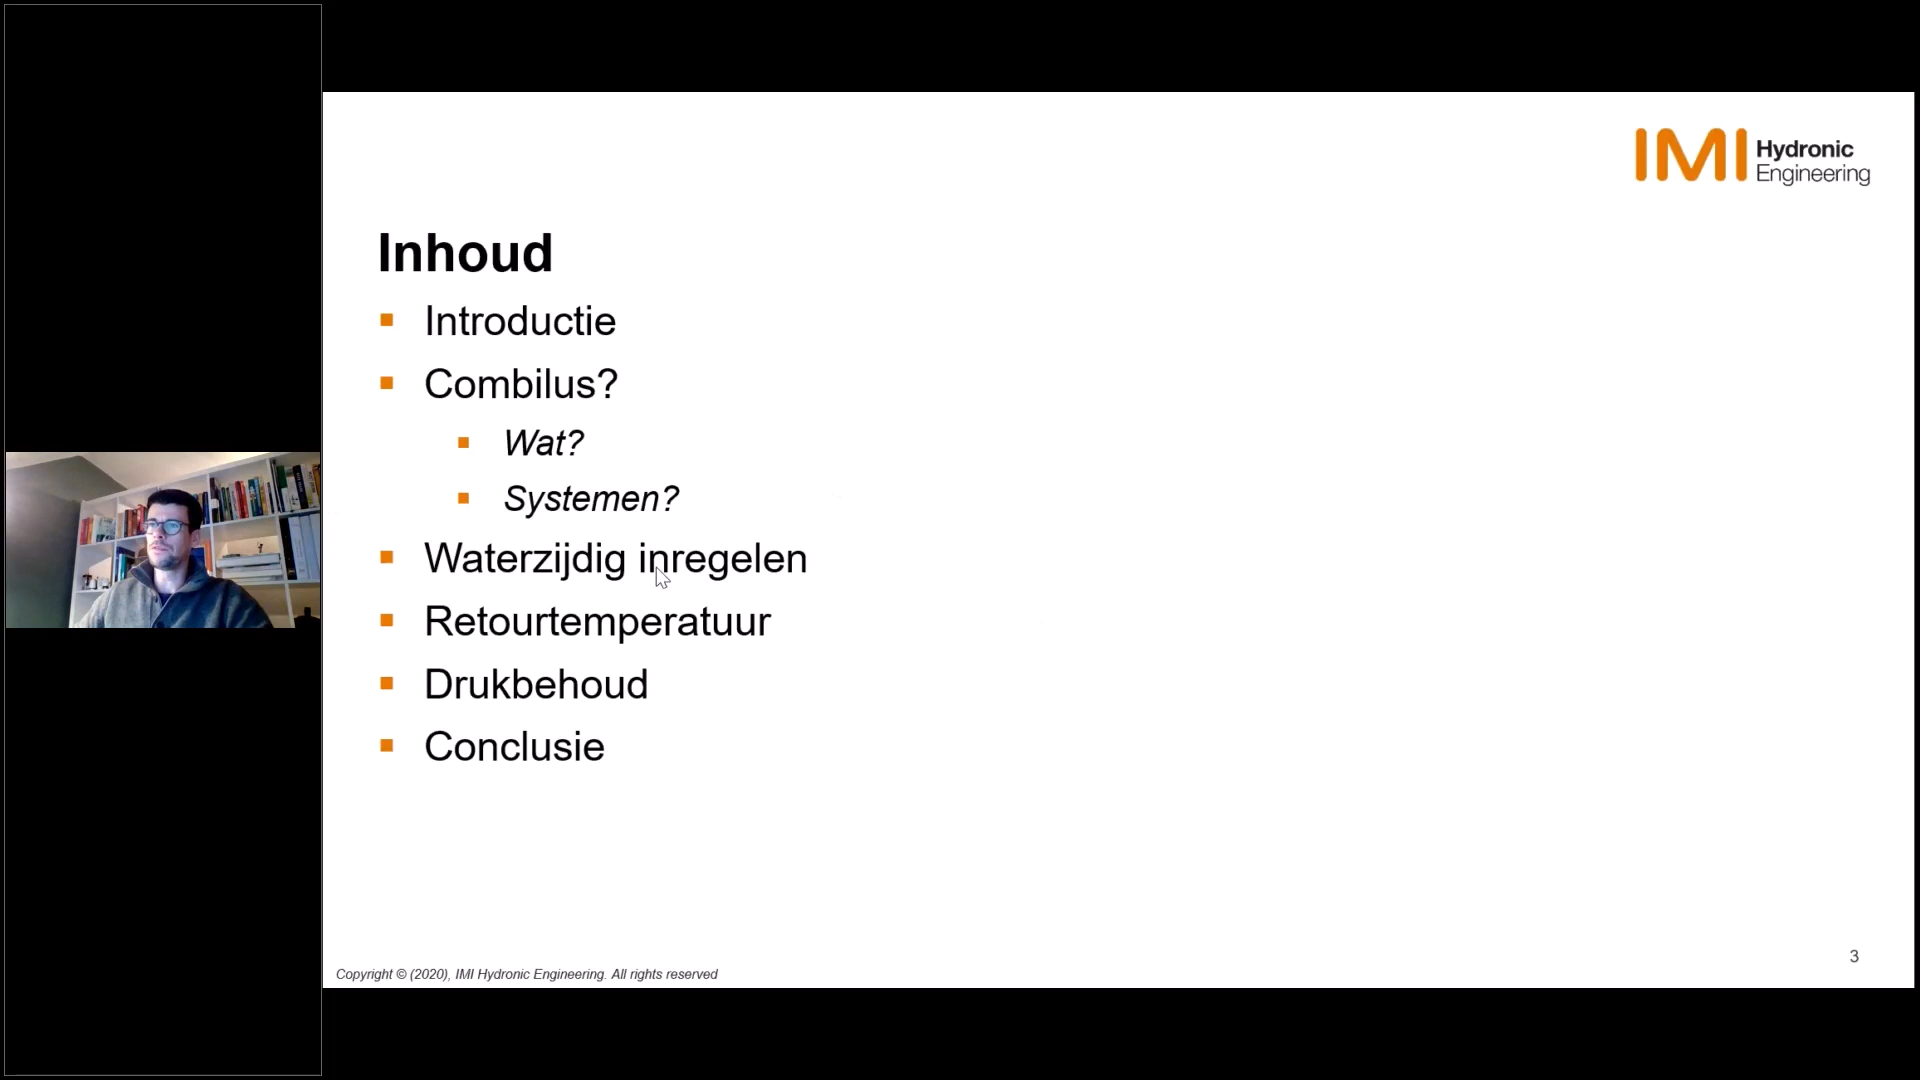 IMI Hydronic
Engineering
Inhoud
Introductie
Combilus?
Wat?
Systemen?
Waterzijdig inregelen
Retourtemperatuur
Drukbehoud
Conclusie
3
Copyright © (2020), IMI Hydronic Engineering. All rights reserved